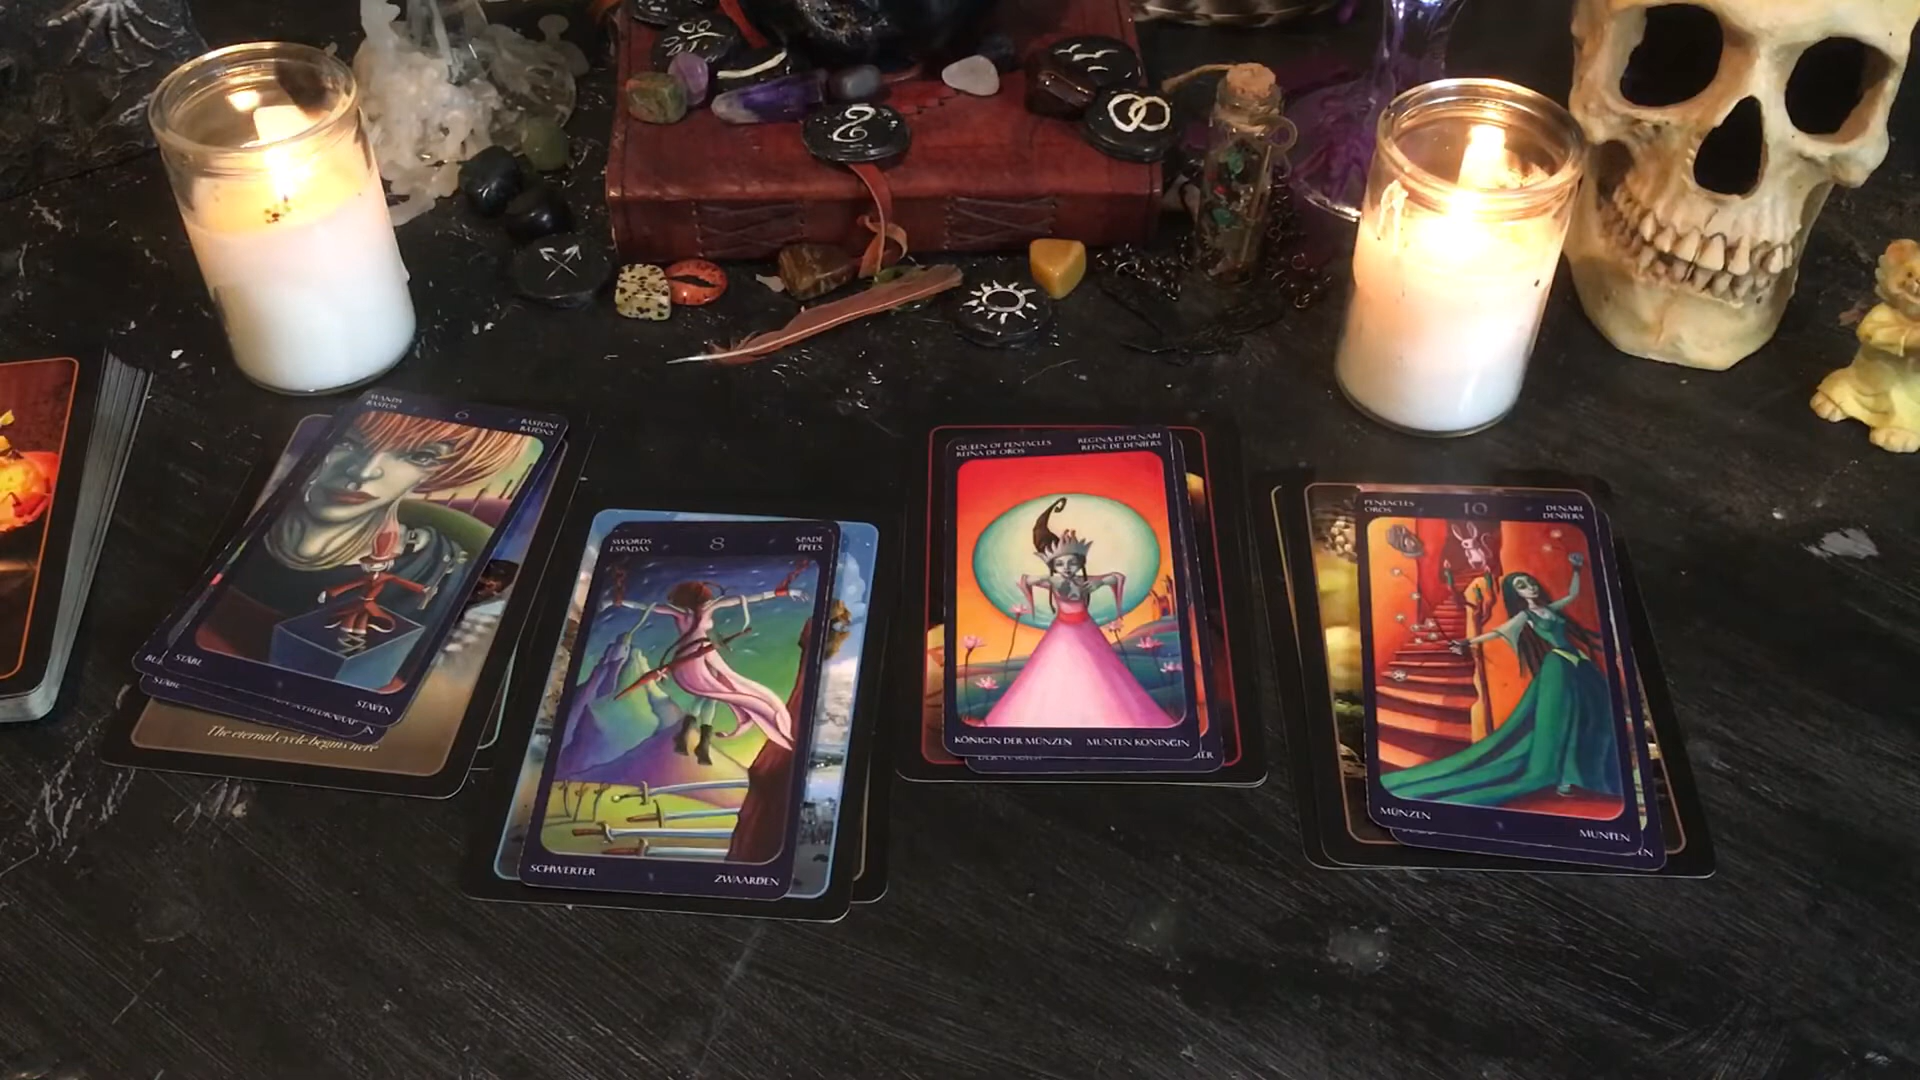 WANDS
BASTOS
6
BASTONI
BATONS
STÄBE
STAVEN
STÄBE
The eternal cycle begins here
SWORDS
ESPADAS
8
SPADE
ÉPÉES
SCHWERTER
ZWAARDEN
QUEEN OF PENTACLES
REINA DE OROS
REGINA DI DENARI
REINE DE DENIERS
KÖNIGIN DER MÜNZEN
MUNTEN KONINGIN
PENTACLES
OROS
10
DENARI
DENIERS
MÜNZEN
MUNTEN